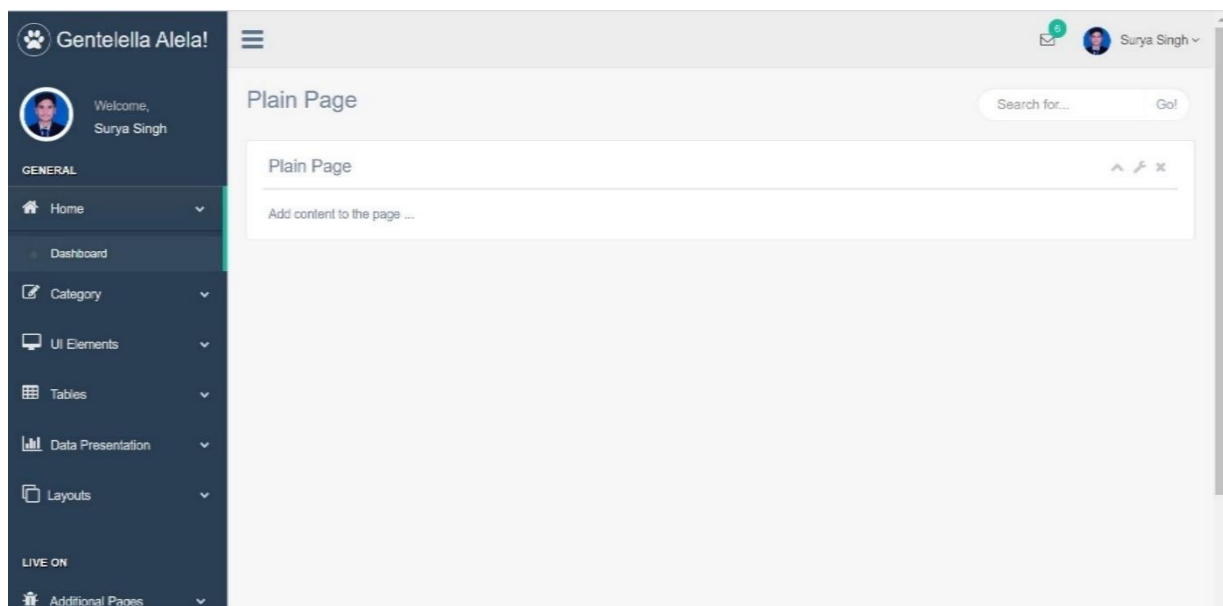 Gentelella Alela!
6
Surya Singh
Welcome,
Surya Singh
Plain Page
Search for...
Go!
GENERAL
Plain Page
Home
Add content to the page ...
Dashboard
Category
UI Elements
Tables
Data Presentation
Layouts
LIVE ON
Additional Pages